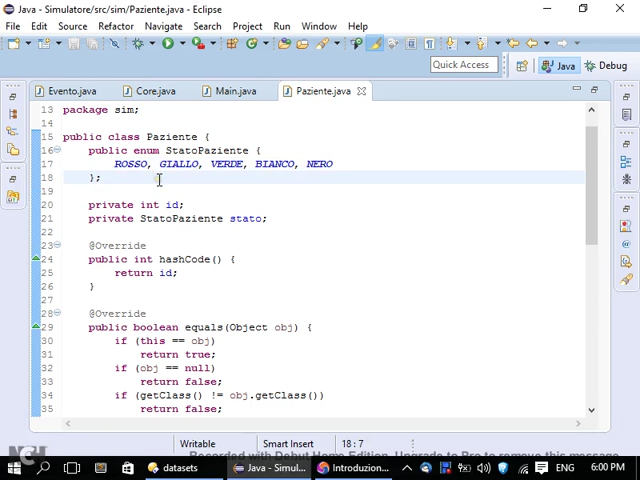 Java - Simulatore/src/sim/Paziente.java - Eclipse
File Edit Source Refactor Navigate Search Project Run Window Help
Quick Access
Java
Debug
Evento.java
Core.java
Main.java
Paziente.java
13 package sim;
14
15 public class Paziente {
16 public enum StatoPaziente {
17 ROSSO, GIALLO, VERDE, BIANCO, NERO
18 };
19
20 private int id;
21 private StatoPaziente stato;
22
23 @Override
24 public int hashCode() {
25 return id;
26 }
27
28 @Override
29 public boolean equals(Object obj) {
30 if (this == obj)
31 return true;
32 if (obj == null)
33 return false;
34 if (getClass() != obj.getClass())
35 return false;
Writable
Smart Insert
18 : 7
Recorded with Debut Home Edition. Upgrade to Pro to remove this message
NCH
datasets
Java - Simul...
Introduzion...
ENG
6:00 PM